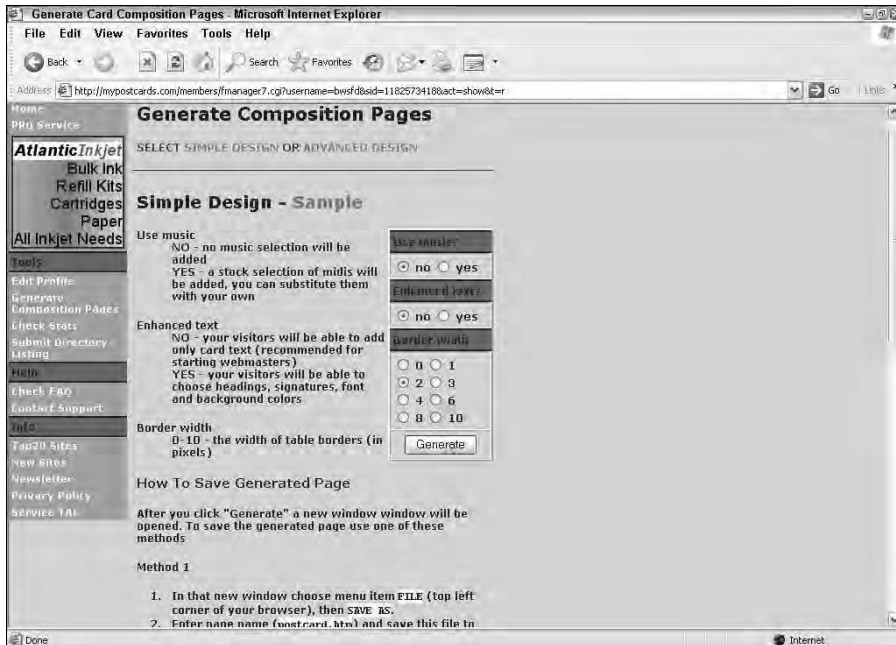 Generate Card Composition Pages - Microsoft Internet Explorer
File Edit View Favorites Tools Help
Back Search Favorites
Address http://mypostcards.com/members/fmanager7.cgi?username=bwsfd&sid=1182573418&act=show&t=r Go Links
Home
PRO Service
AtlanticInkjet
Bulk Ink
Refill Kits
Cartridges
Paper
All Inkjet Needs
Tools
Edit Profile
Generate
Composition Pages
Check Stats
Submit Directory
Listing
Help
Check FAQ
Contact Support
Info
Top20 Sites
New Sites
Newsletter
Privacy Policy
Service
Generate Composition Pages
SELECT SIMPLE DESIGN OR ADVANCED DESIGN
Simple Design - Sample
Use music
NO - no music selection will be
added
YES - a stock selection of midis will
be added, you can substitute them
with your own
Enhanced text
NO - your visitors will be able to add
only card text (recommended for
starting webmasters)
YES - your visitors will be able to
choose headings, signatures, font
and background colors
Border width
0-10 - the width of table borders (in
pixels)
Use music?
no yes
Enhanced text?
no yes
Border width
0 1
2 3
4 6
8 10
Generate
How To Save Generated Page
After you click "Generate" a new window window will be
opened. To save the generated page use one of these
methods
Method 1
1. In that new window choose menu item FILE (top left
corner of your browser), then SAVE AS.
2. Enter page name (postcard.htm) and save this file to
Done
Internet